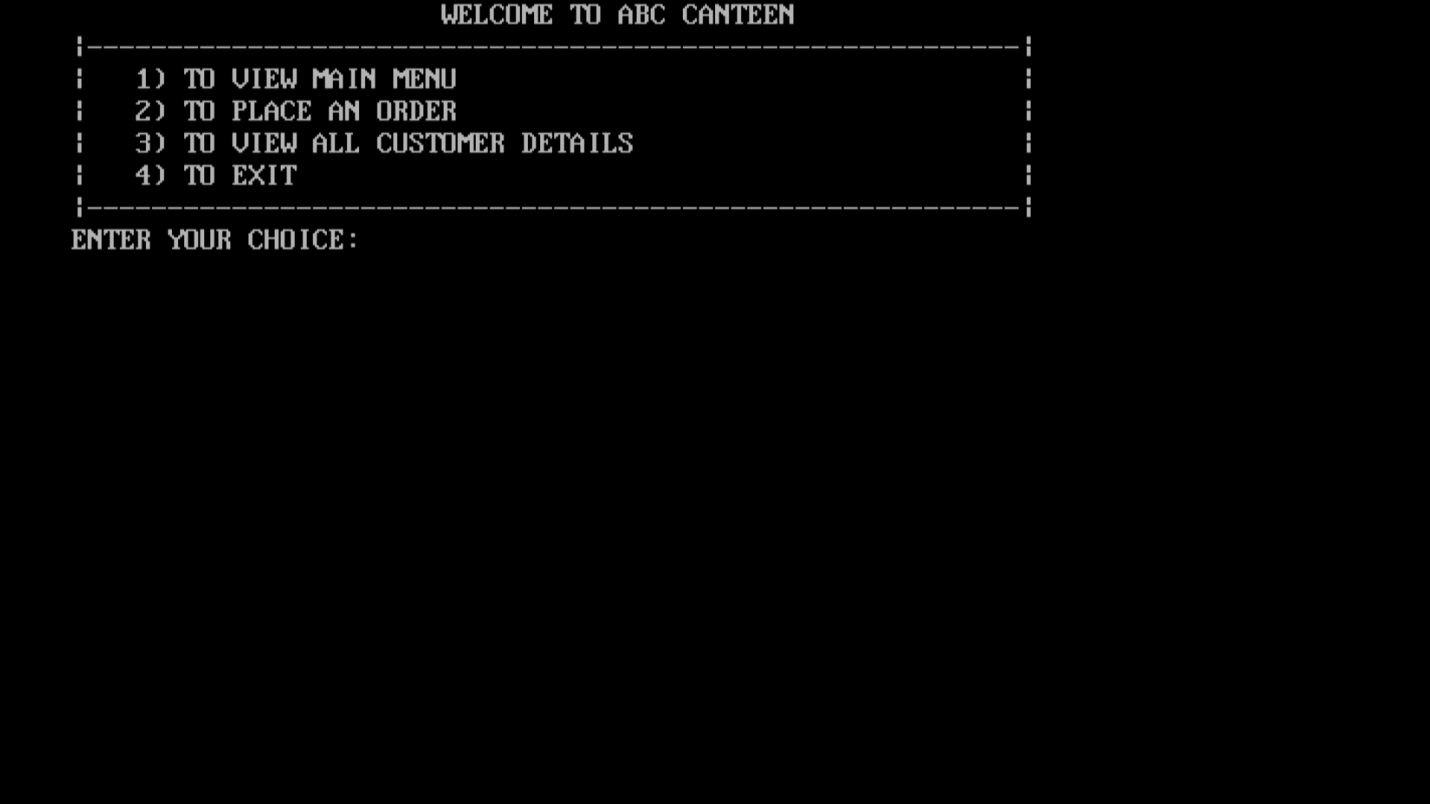 WELCOME TO ABC CANTEEN
¦-----------------------------------------------------------¦
¦   1) TO VIEW MAIN MENU                                    ¦
¦   2) TO PLACE AN ORDER                                    ¦
¦   3) TO VIEW ALL CUSTOMER DETAILS                         ¦
¦   4) TO EXIT                                              ¦
¦-----------------------------------------------------------¦
ENTER YOUR CHOICE: